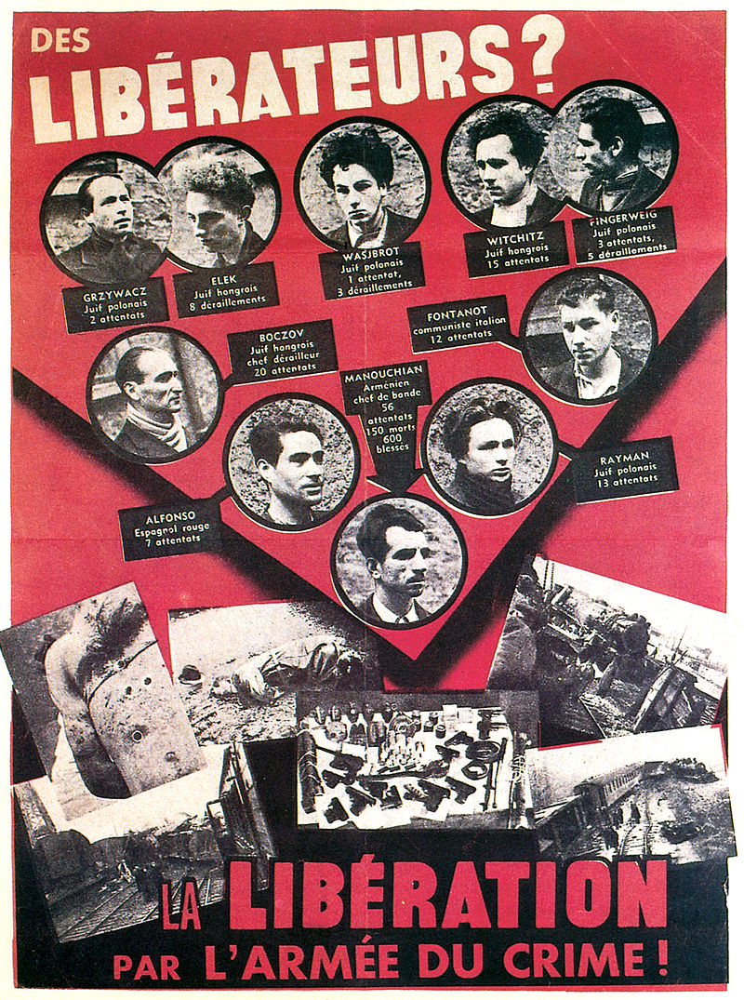 DES
LIBÉRATEURS?
GRZYWACZ
Juif polonais
2 attentats
ELEK
Juif hongrois
8 déraillements
WASJBROT
Juif polonais
1 attentat,
3 déraillements
WITCHITZ
Juif hongrois
15 attentats
FINGERWEIG
Juif polonais
3 attentats,
5 déraillements
BOCZOV
Juif hongrois
chef dérailleur
20 attentats
FONTANOT
communiste italien
12 attentats
MANOUCHIAN
Arménien
chef de bande
56
attentats
150 morts
600
blessés
RAYMAN
Juif polonais
13 attentats
ALFONSO
Espagnol rouge
7 attentats
LA LIBÉRATION
PAR L'ARMÉE DU CRIME!